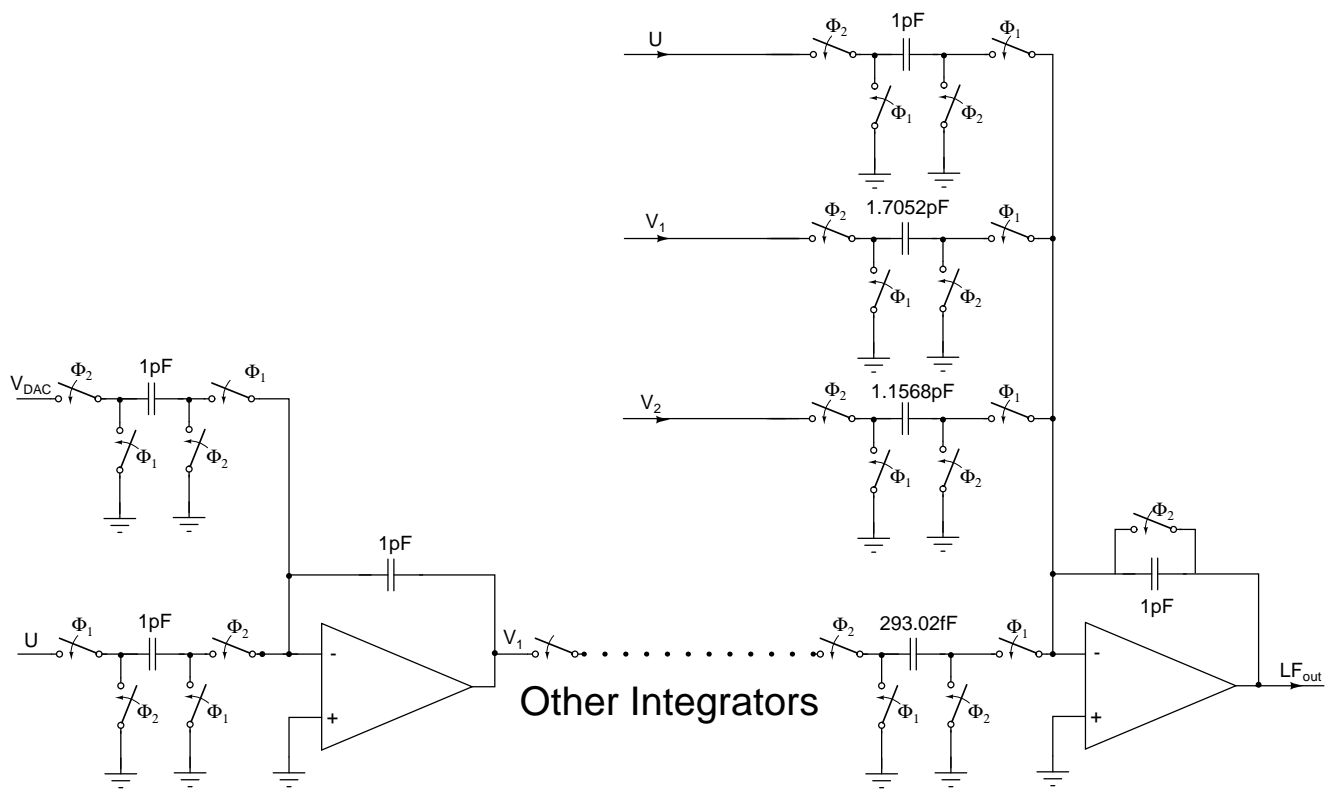 1pF
U
Φ2
Φ1
Φ1
Φ2
1.7052pF
V1
Φ2
Φ1
Φ1
Φ2
1.1568pF
V2
Φ2
Φ1
Φ1
Φ2
VDAC
Φ2
1pF
Φ1
Φ1
Φ2
1pF
Φ2
1pF
U
Φ1
1pF
Φ2
Φ2
Φ1
-
+
V1
Other Integrators
Φ2
293.02fF
Φ1
Φ1
Φ2
-
+
LFout